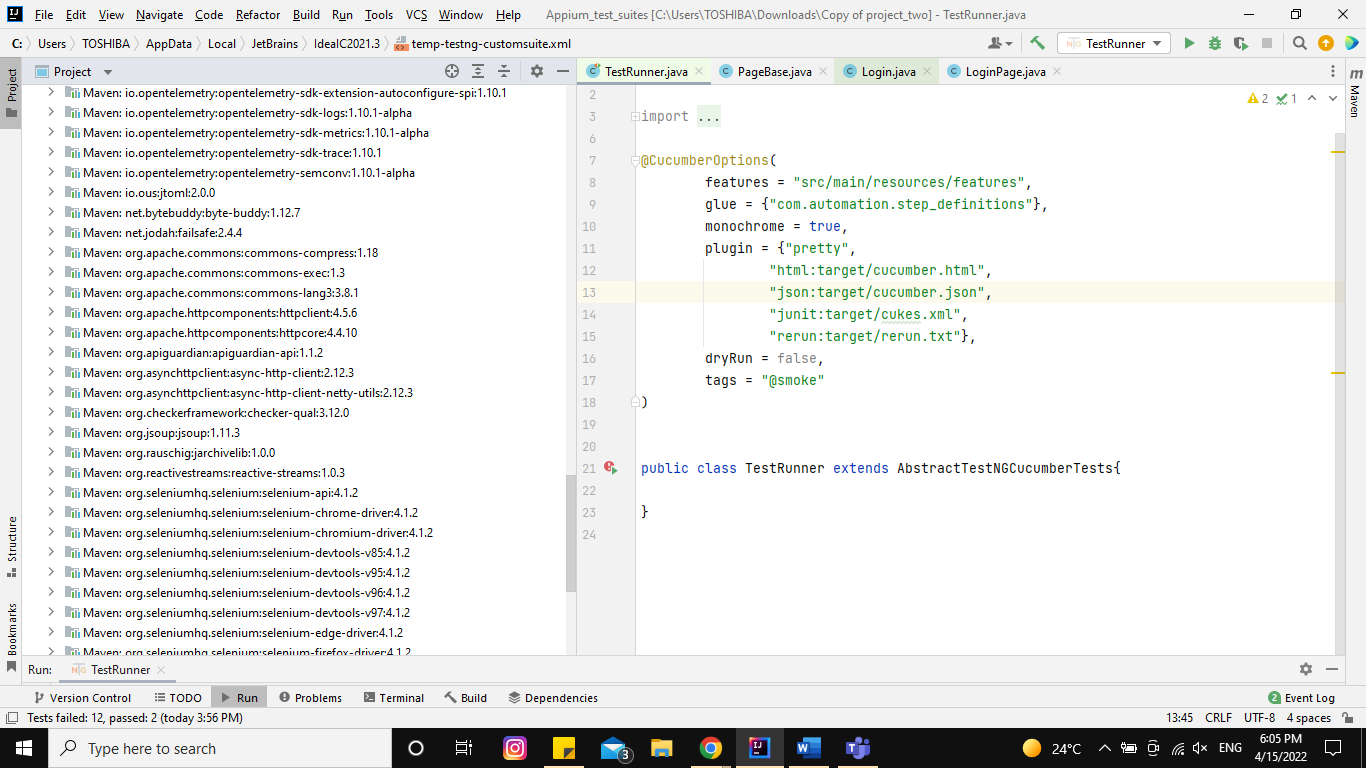 File Edit View Navigate Code Refactor Build Run Tools VCS Window Help Appium_test_suites [C:\Users\TOSHIBA\Downloads\Copy of project_two] - TestRunner.java
C: Users TOSHIBA AppData Local JetBrains IdeaIC2021.3 temp-testng-customsuite.xml TestRunner
Project
Project
TestRunner.java PageBase.java Login.java LoginPage.java
Maven
Maven: io.opentelemetry:opentelemetry-sdk-extension-autoconfigure-spi:1.10.1
Maven: io.opentelemetry:opentelemetry-sdk-logs:1.10.1-alpha
Maven: io.opentelemetry:opentelemetry-sdk-metrics:1.10.1-alpha
Maven: io.opentelemetry:opentelemetry-sdk-trace:1.10.1
Maven: io.opentelemetry:opentelemetry-semconv:1.10.1-alpha
Maven: io.ous:jtoml:2.0.0
Maven: net.bytebuddy:byte-buddy:1.12.7
Maven: net.jodah:failsafe:2.4.4
Maven: org.apache.commons:commons-compress:1.18
Maven: org.apache.commons:commons-exec:1.3
Maven: org.apache.commons:commons-lang3:3.8.1
Maven: org.apache.httpcomponents:httpclient:4.5.6
Maven: org.apache.httpcomponents:httpcore:4.4.10
Maven: org.apiguardian:apiguardian-api:1.1.2
Maven: org.asynchttpclient:async-http-client:2.12.3
Maven: org.asynchttpclient:async-http-client-netty-utils:2.12.3
Maven: org.checkerframework:checker-qual:3.12.0
Maven: org.jsoup:jsoup:1.11.3
Maven: org.rauschig:jarchivelib:1.0.0
Maven: org.reactivestreams:reactive-streams:1.0.3
Maven: org.seleniumhq.selenium:selenium-api:4.1.2
Maven: org.seleniumhq.selenium:selenium-chrome-driver:4.1.2
Maven: org.seleniumhq.selenium:selenium-chromium-driver:4.1.2
Maven: org.seleniumhq.selenium:selenium-devtools-v85:4.1.2
Maven: org.seleniumhq.selenium:selenium-devtools-v95:4.1.2
Maven: org.seleniumhq.selenium:selenium-devtools-v96:4.1.2
Maven: org.seleniumhq.selenium:selenium-devtools-v97:4.1.2
Maven: org.seleniumhq.selenium:selenium-edge-driver:4.1.2
Maven: org.seleniumhq.selenium:selenium-firefox-driver:4.1.2
Structure
Bookmarks
2 1
2
3 import ...
6
7 @CucumberOptions(
8 features = "src/main/resources/features",
9 glue = {"com.automation.step_definitions"},
10 monochrome = true,
11 plugin = {"pretty",
12 "html:target/cucumber.html",
13 "json:target/cucumber.json",
14 "junit:target/cukes.xml",
15 "rerun:target/rerun.txt"},
16 dryRun = false,
17 tags = "@smoke"
18 )
19
20
21 public class TestRunner extends AbstractTestNGCucumberTests{
22
23 }
24
Run: TestRunner
Version Control TODO Run Problems Terminal Build Dependencies 2 Event Log
Tests failed: 12, passed: 2 (today 3:56 PM) 13:45 CRLF UTF-8 4 spaces
Type here to search 3 24°C ENG 6:05 PM
4/15/2022